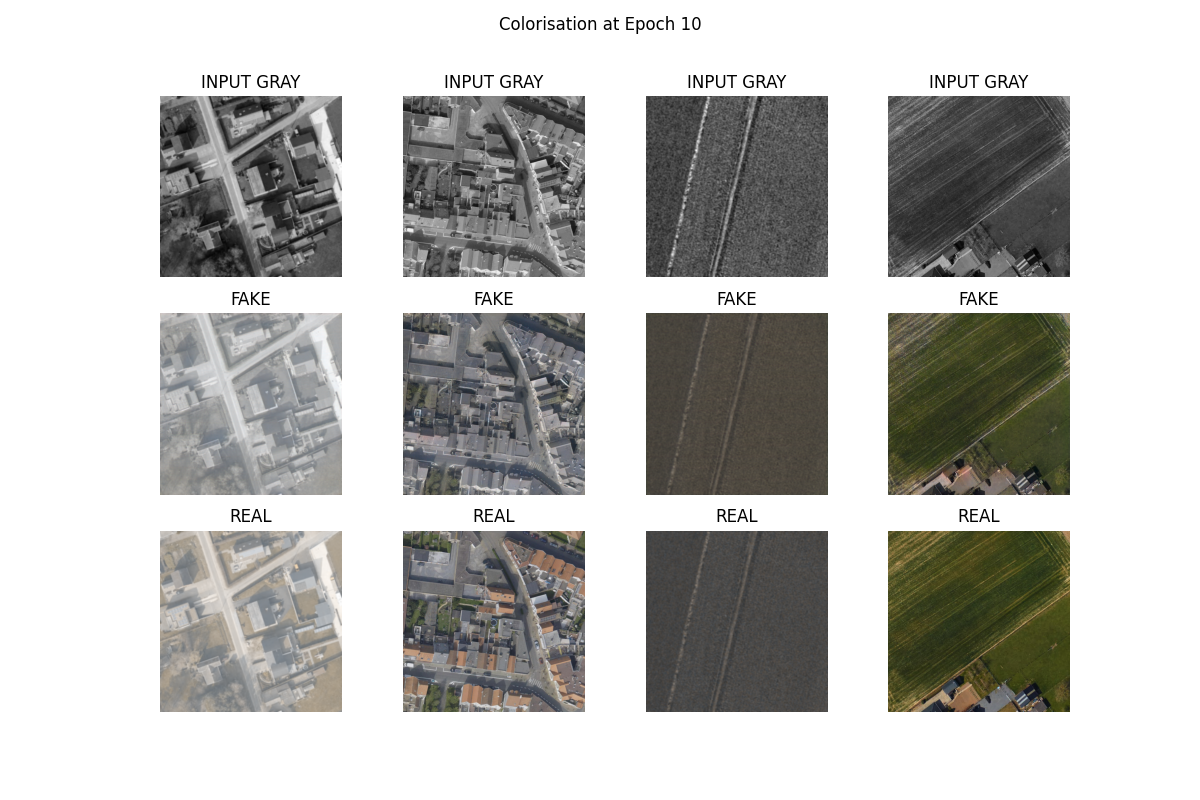 Colorisation at Epoch 10
INPUT GRAY INPUT GRAY INPUT GRAY INPUT GRAY
FAKE FAKE FAKE FAKE
REAL REAL REAL REAL